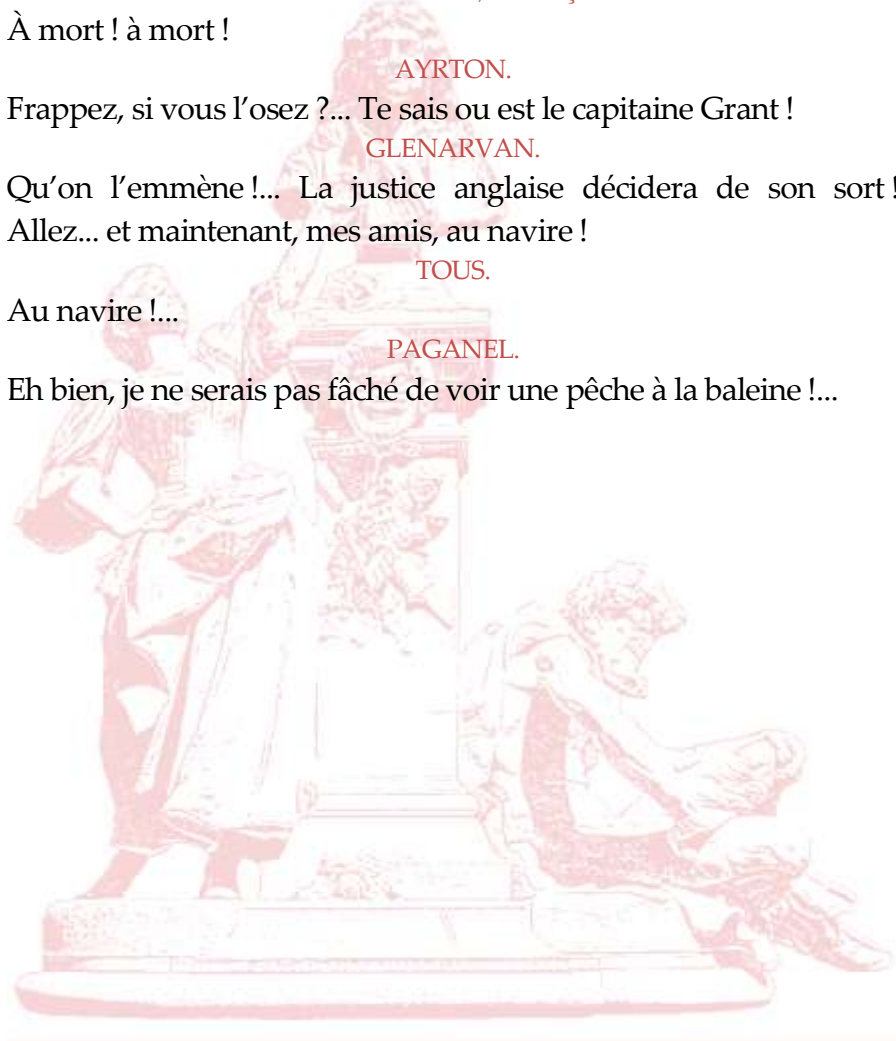 À mort ! à mort !
AYRTON.
Frappez, si vous l’osez ?... Te sais ou est le capitaine Grant !
GLENARVAN.
Qu’on l’emmène !... La justice anglaise décidera de son sort !
Allez... et maintenant, mes amis, au navire !
TOUS.
Au navire !...
PAGANEL.
Eh bien, je ne serais pas fâché de voir une pêche à la baleine !...